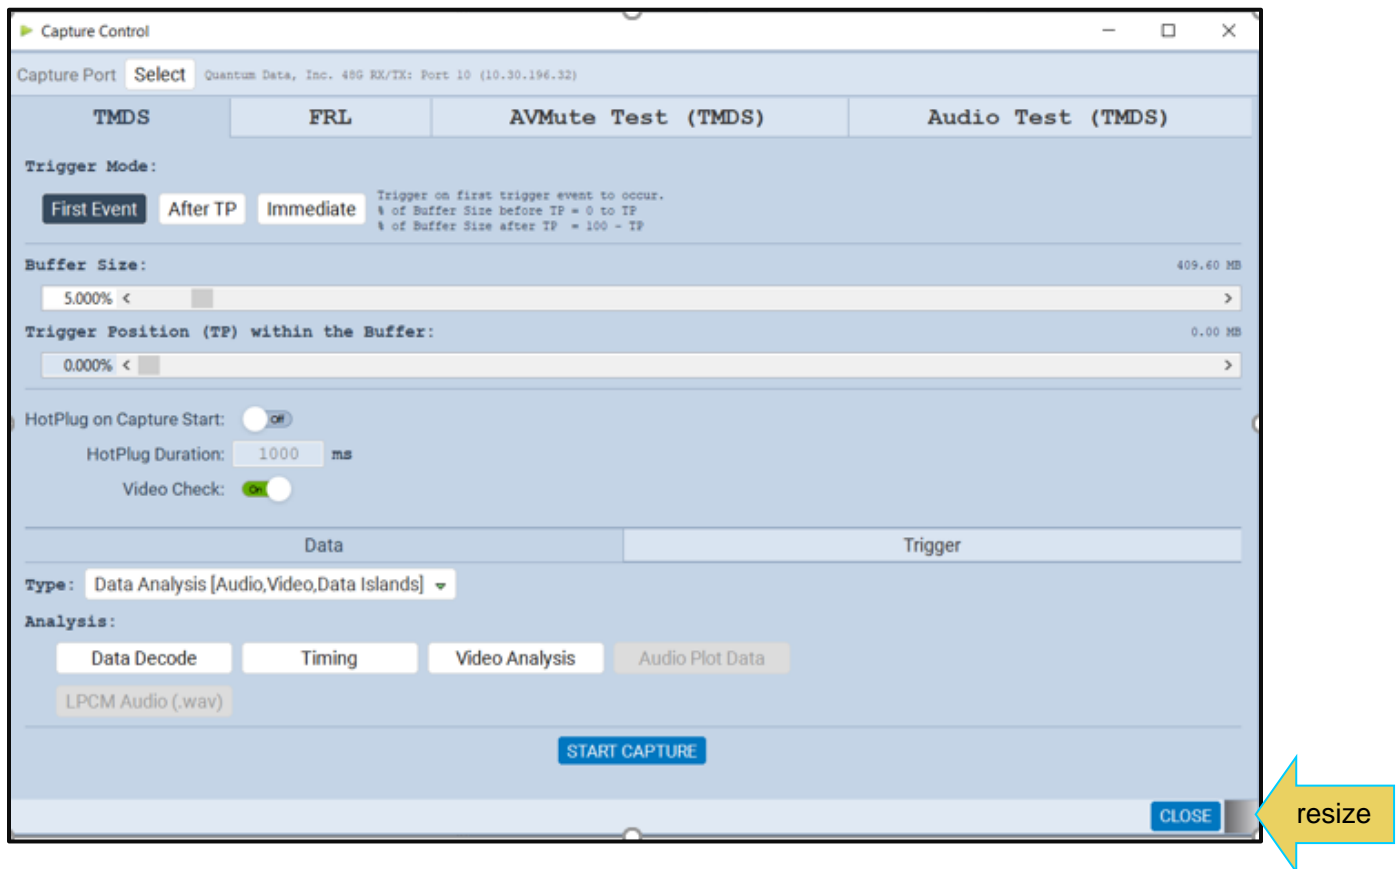 Capture Control
Capture Port Select Quantum Data, Inc. 48G RX/TX: Port 10 (10.30.196.32)
TMDS FRL AVMute Test (TMDS) Audio Test (TMDS)
Trigger Mode:
First Event After TP Immediate
Trigger on first trigger event to occur.
% of Buffer Size before TP = 0 to TP
% of Buffer Size after TP = 100 - TP
Buffer Size: 409.60 MB
5.000%
Trigger Position (TP) within the Buffer: 0.00 MB
0.000%
HotPlug on Capture Start: Off
HotPlug Duration: 1000 ms
Video Check: On
Data Trigger
Type: Data Analysis [Audio,Video,Data Islands]
Analysis:
Data Decode Timing Video Analysis Audio Plot Data
LPCM Audio (.wav)
START CAPTURE
CLOSE resize